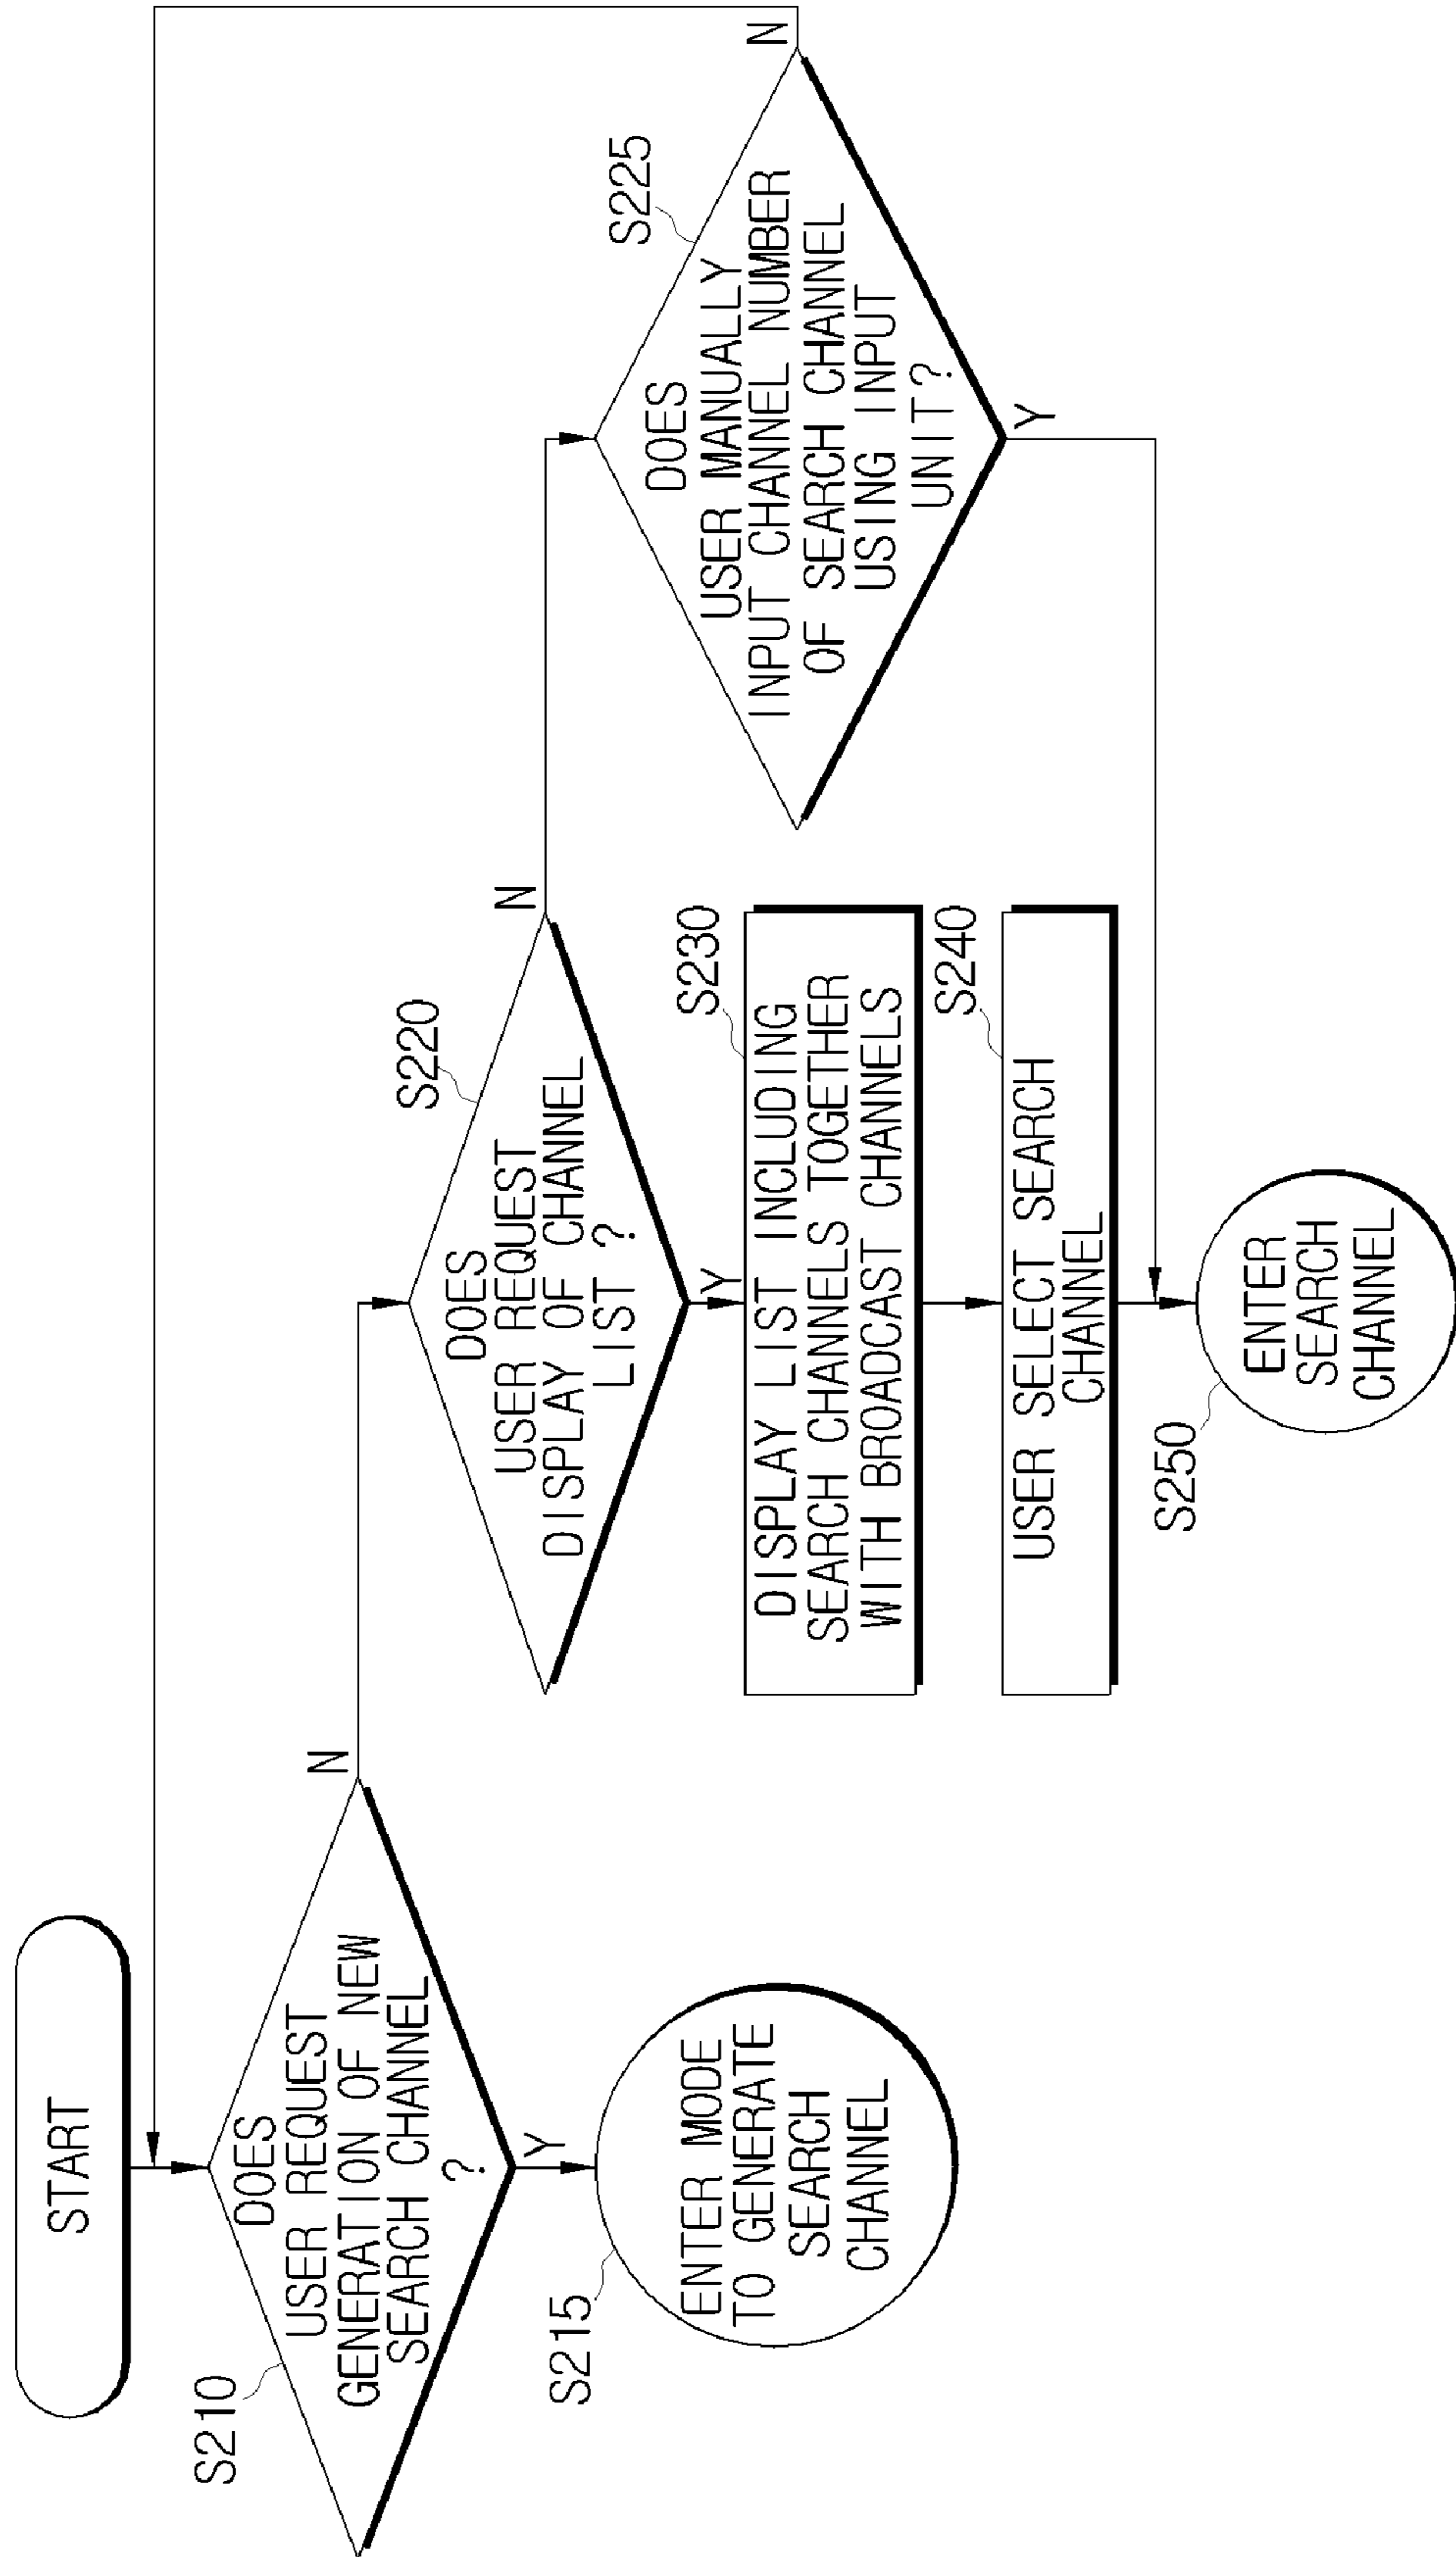 START
S210
DOES
USER REQUEST
GENERATION OF NEW
SEARCH CHANNEL
?
N
Y
S215
ENTER MODE
TO GENERATE
SEARCH
CHANNEL
S220
DOES
USER REQUEST
DISPLAY OF CHANNEL
LIST ?
N
Y
S230
DISPLAY LIST INCLUDING
SEARCH CHANNELS TOGETHER
WITH BROADCAST CHANNELS
S240
USER SELECT SEARCH
CHANNEL
S250
ENTER
SEARCH
CHANNEL
S225
DOES
USER MANUALLY
INPUT CHANNEL NUMBER
OF SEARCH CHANNEL
USING INPUT
UNIT?
N
Y